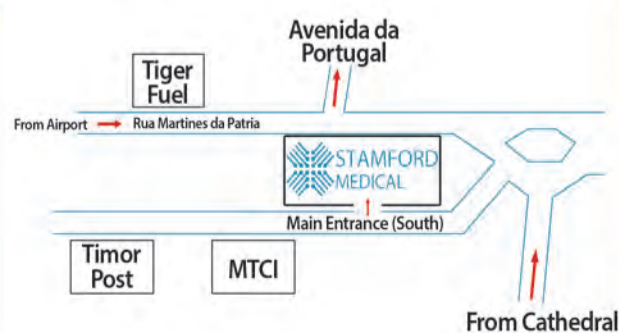 Avenida da
Portugal
Tiger
Fuel
From Airport
Rua Martines da Patria
STAMFORD
MEDICAL
Main Entrance (South)
Timor
Post
MTCI
From Cathedral